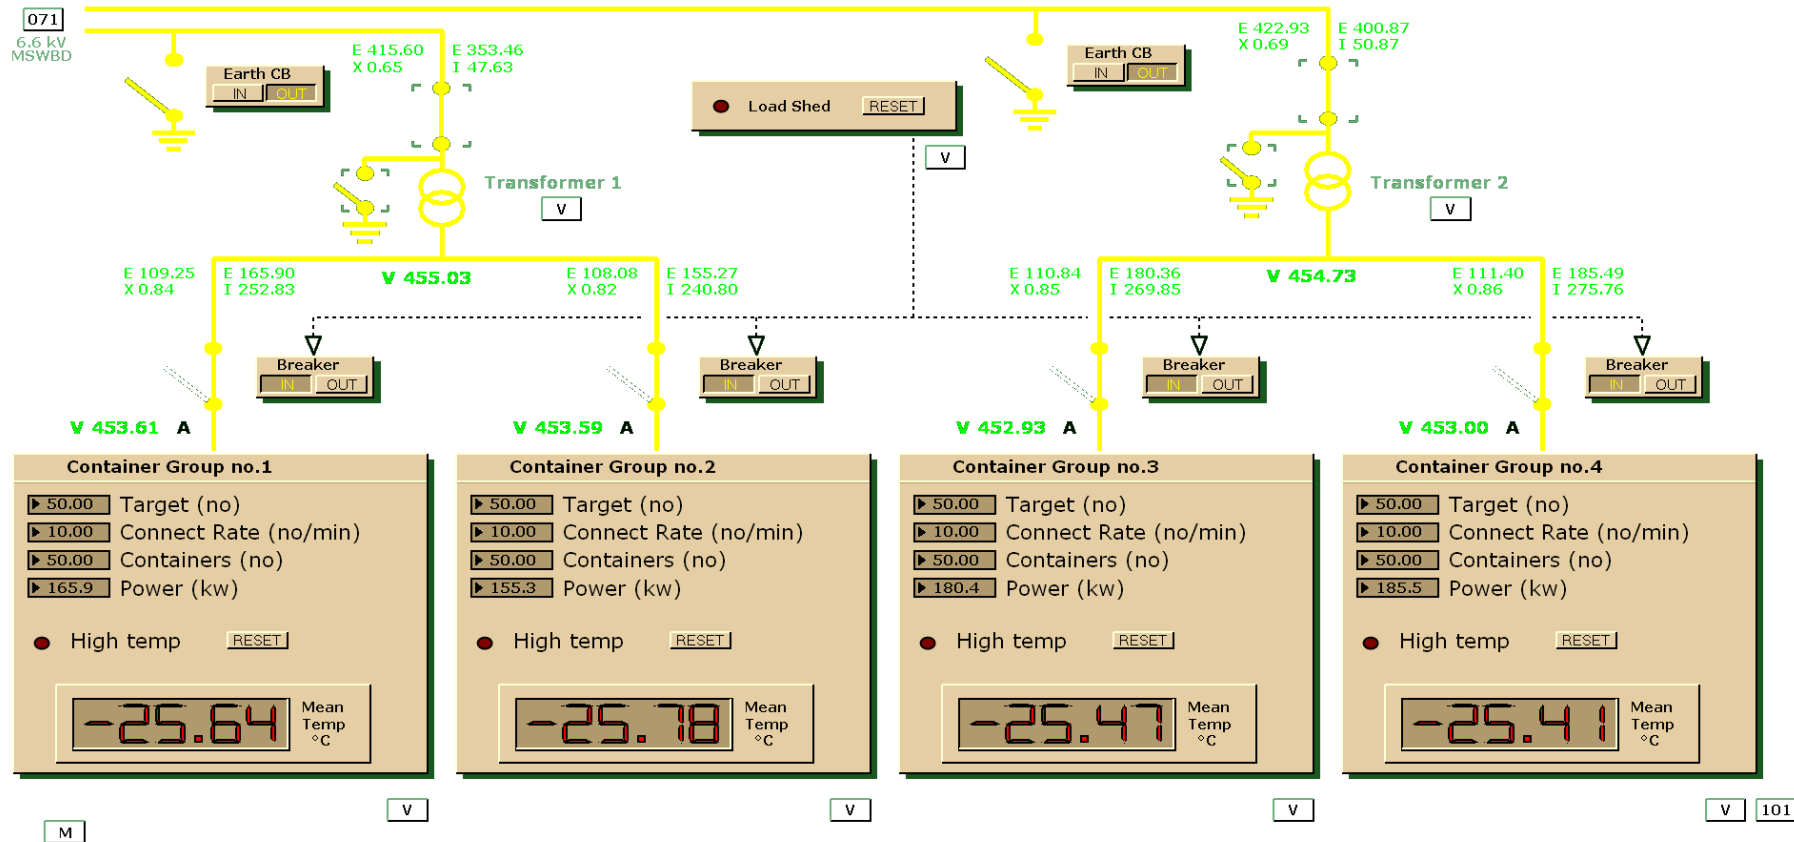 071
6.6 kV
MSWBD
E 415.60
X 0.65
E 353.46
I 47.63
Earth CB
IN OUT
Load Shed RESET
V
Earth CB
IN OUT
E 422.93
X 0.69
E 400.87
I 50.87
Transformer 1
V
Transformer 2
V
E 109.25
X 0.84
E 165.90
I 252.83
V 455.03
E 108.08
X 0.82
E 155.27
I 240.80
E 110.84
X 0.85
E 180.36
I 269.85
V 454.73
E 111.40
X 0.86
E 185.49
I 275.76
Breaker
IN OUT
Breaker
IN OUT
Breaker
IN OUT
Breaker
IN OUT
V 453.61 A
V 453.59 A
V 452.93 A
V 453.00 A
Container Group no.1
50.00 Target (no)
10.00 Connect Rate (no/min)
50.00 Containers (no)
165.9 Power (kw)
High temp RESET
-25.64
Mean
Temp
°C
V
Container Group no.2
50.00 Target (no)
10.00 Connect Rate (no/min)
50.00 Containers (no)
155.3 Power (kw)
High temp RESET
-25.78
Mean
Temp
°C
V
Container Group no.3
50.00 Target (no)
10.00 Connect Rate (no/min)
50.00 Containers (no)
180.4 Power (kw)
High temp RESET
-25.47
Mean
Temp
°C
V
Container Group no.4
50.00 Target (no)
10.00 Connect Rate (no/min)
50.00 Containers (no)
185.5 Power (kw)
High temp RESET
-25.41
Mean
Temp
°C
V 101
M